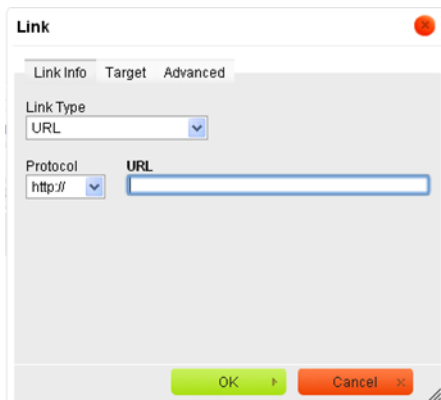 Link
Link Info Target Advanced
Link Type
URL
Protocol URL
http://
OK Cancel